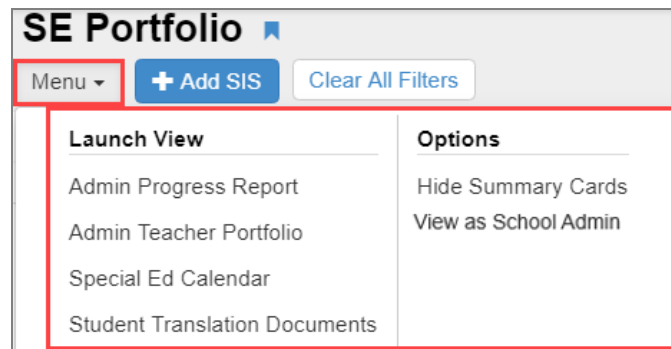 SE Portfolio
Menu
Add SIS
Clear All Filters
Launch View
Admin Progress Report
Admin Teacher Portfolio
Special Ed Calendar
Student Translation Documents
Options
Hide Summary Cards
View as School Admin